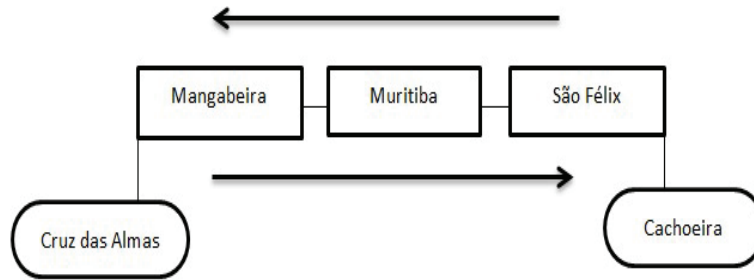 Mangabeira
Muritiba
São Félix
Cruz das Almas
Cachoeira